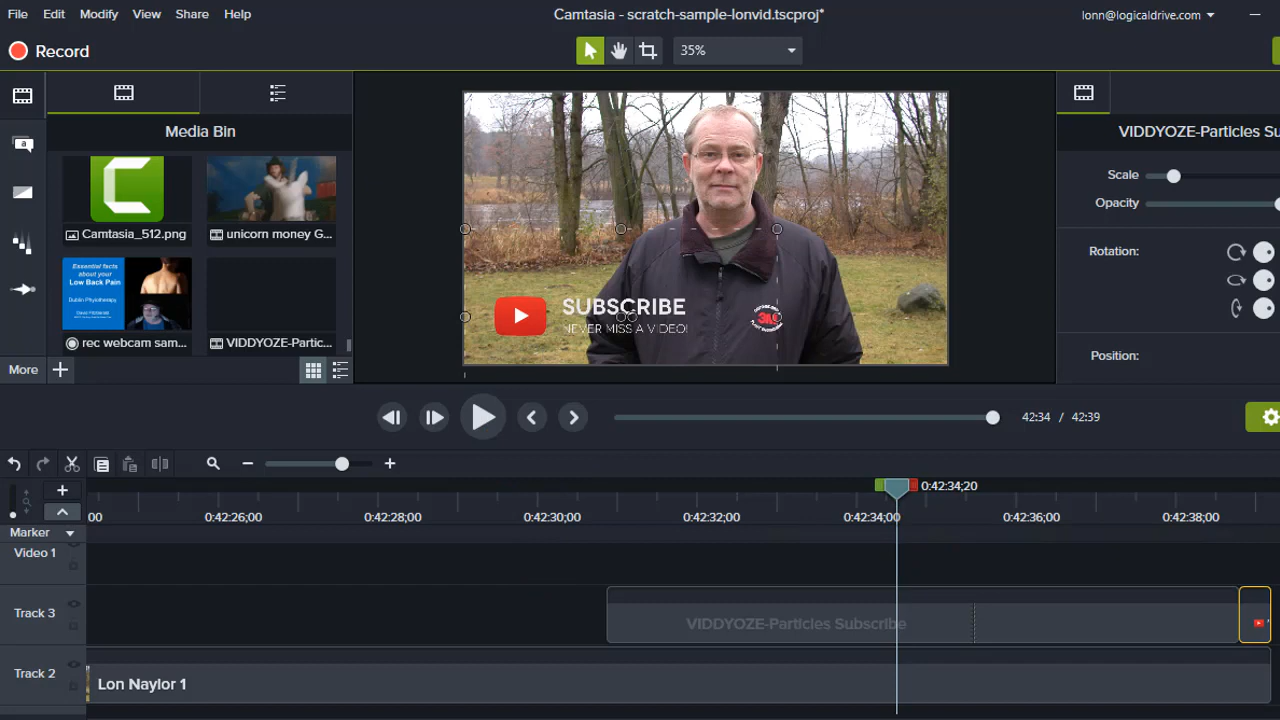 File Edit Modify View Share Help
Camtasia - scratch-sample-lonvid.tscproj*
lonn@logicaldrive.com
Record
35%
Media Bin
Camtasia_512.png
unicorn money G...
Essential facts
about your
Low Back Pain
Dublin Physiotherapy
rec webcam sam...
VIDDYOZE-Partic...
More
SUBSCRIBE
NEVER MISS A VIDEO!
3M
VIDDYOZE-Particles Su
Scale
Opacity
Rotation:
Position:
42:34 / 42:39
0:42:34;20
00 0:42:26;00 0:42:28;00 0:42:30;00 0:42:32;00 0:42:34;00 0:42:36;00 0:42:38;00
Marker
Video 1
Track 3
VIDDYOZE-Particles Subscribe
Track 2
Lon Naylor 1